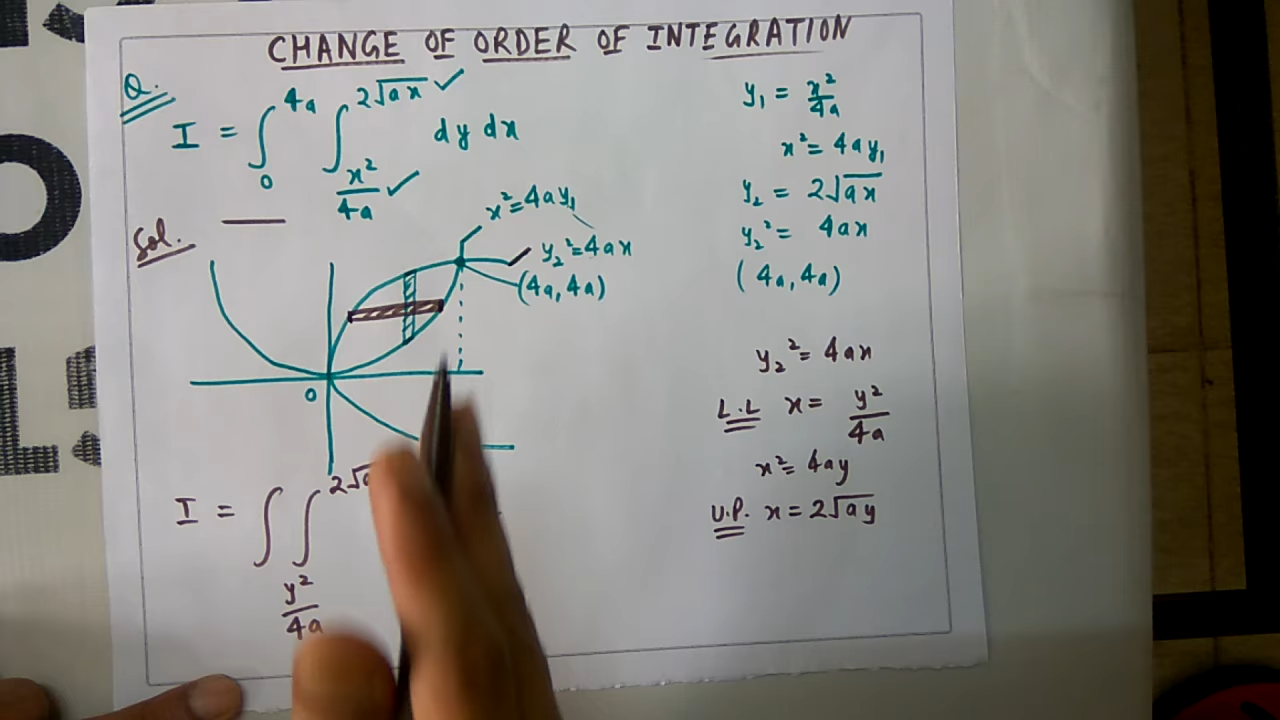 CHANGE OF ORDER OF INTEGRATION
Q.
I = ∫₀^{4a} ∫_{x²/4a}^{2√ax} dy dx
y₁ = x²/4a
x² = 4ay₁
y₂ = 2√ax
y₂² = 4ax
(4a, 4a)
Sol.
x² = 4ay₁
y₂² = 4ax
(4a, 4a)
0
y₂² = 4ax
L.L x = y²/4a
x² = 4ay
U.P. x = 2√ay
I = ∫ ∫_{y²/4a}